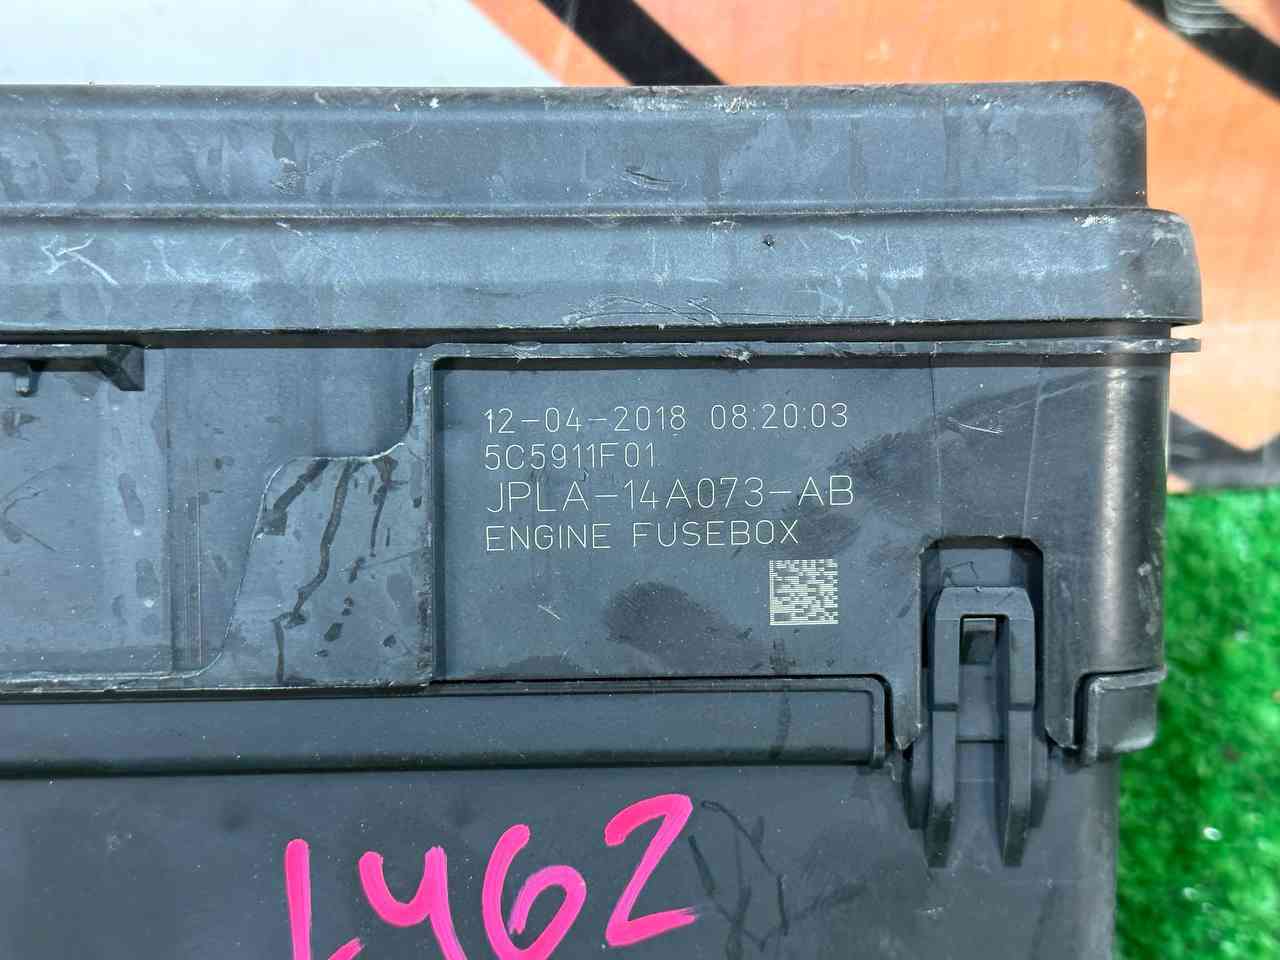 12-04-2018 08:20:03
5C5911F01
JPLA-14A073-AB
ENGINE FUSEBOX
L462